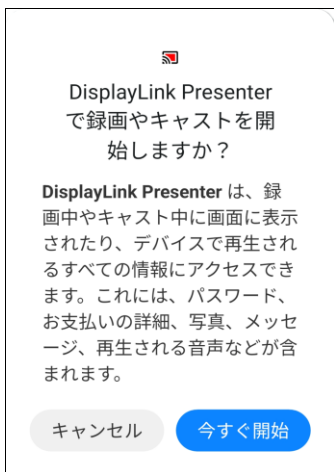 DisplayLink Presenter
で録画やキャストを開
始しますか？
DisplayLink Presenter は、録
画中やキャスト中に画面に表示
されたり、デバイスで再生され
るすべての情報にアクセスでき
ます。これには、パスワード、
お支払いの詳細、写真、メッセ
ージ、再生される音声などが含
まれます。
キャンセル
今すぐ開始